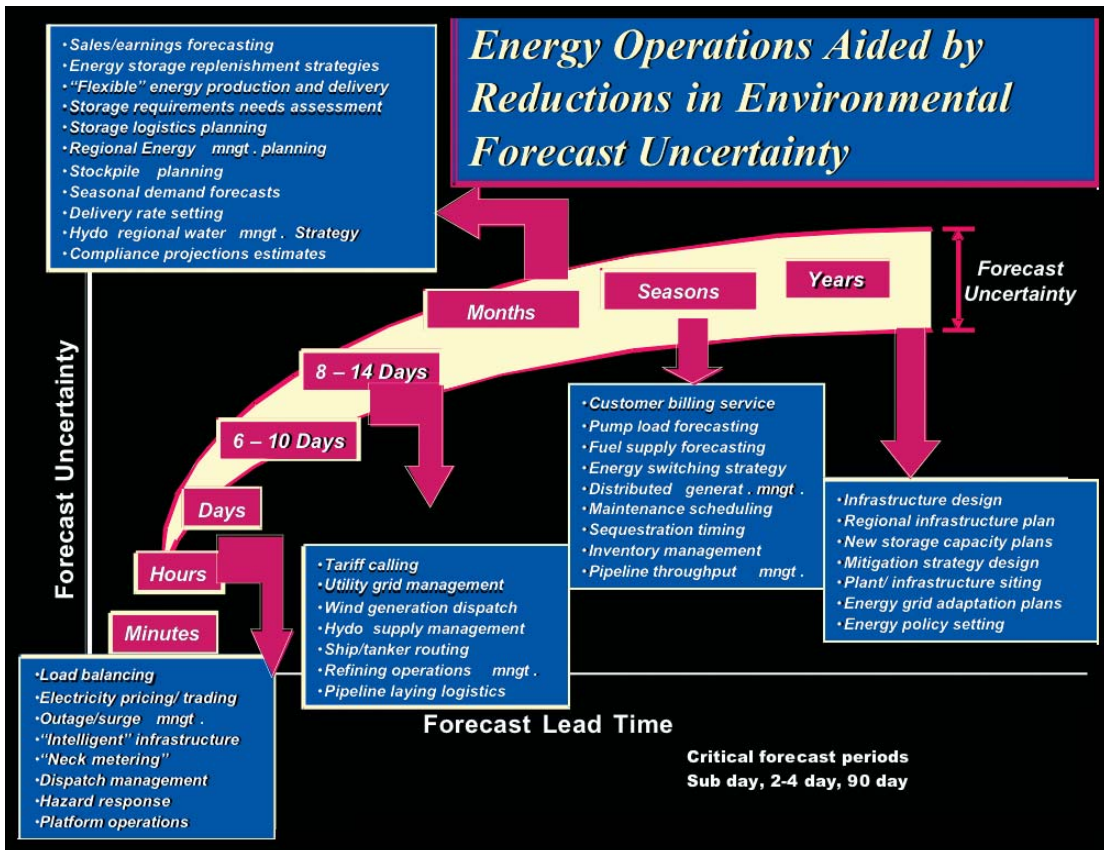 Energy Operations Aided by
Reductions in Environmental
Forecast Uncertainty
•Sales/earnings forecasting
•Energy storage replenishment strategies
•“Flexible” energy production and delivery
•Storage requirements needs assessment
•Storage logistics planning
•Regional Energy mngt . planning
•Stockpile planning
•Seasonal demand forecasts
•Delivery rate setting
•Hydo regional water mngt . Strategy
•Compliance projections estimates
Forecast
Uncertainty
Years
Seasons
Months
8 – 14 Days
6 – 10 Days
Days
Hours
Minutes
Forecast Uncertainty
•Customer billing service
•Pump load forecasting
•Fuel supply forecasting
•Energy switching strategy
•Distributed generat . mngt .
•Maintenance scheduling
•Sequestration timing
•Inventory management
•Pipeline throughput mngt .
•Infrastructure design
•Regional infrastructure plan
•New storage capacity plans
•Mitigation strategy design
•Plant/ infrastructure siting
•Energy grid adaptation plans
•Energy policy setting
•Tariff calling
•Utility grid management
•Wind generation dispatch
•Hydo supply management
•Ship/tanker routing
•Refining operations mngt .
•Pipeline laying logistics
•Load balancing
•Electricity pricing/ trading
•Outage/surge mngt .
•“Intelligent” infrastructure
•“Neck metering”
•Dispatch management
•Hazard response
•Platform operations
Forecast Lead Time
Critical forecast periods
Sub day, 2-4 day, 90 day